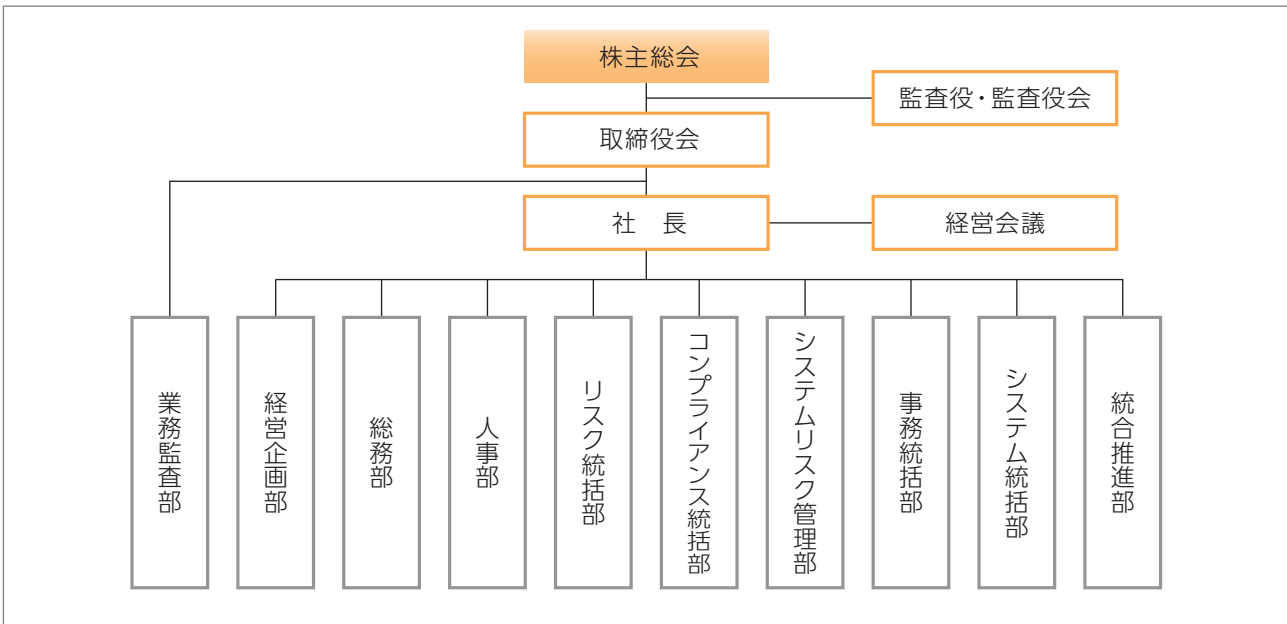 株主総会
監査役・監査役会
取締役会
社　長
経営会議
業務監査部
経営企画部
総務部
人事部
リスク統括部
コンプライアンス統括部
システムリスク管理部
事務統括部
システム統括部
統合推進部